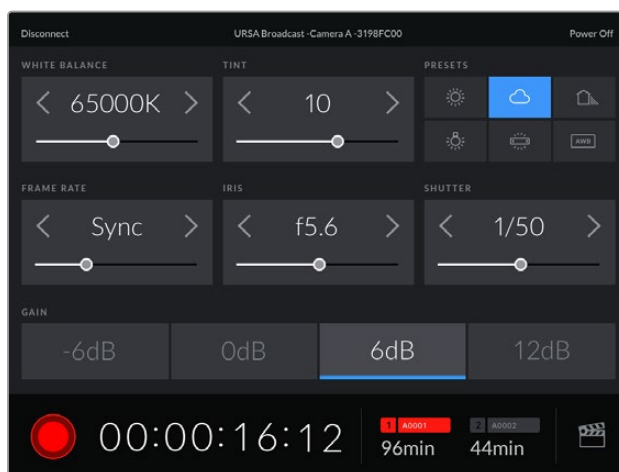 Disconnect URSA Broadcast -Camera A -3198FC00 Power Off
WHITE BALANCE TINT PRESETS
65000K 10
AWB
FRAME RATE IRIS SHUTTER
Sync f5.6 1/50
GAIN
-6dB 0dB 6dB 12dB
00:00:16:12 1 A0001 2 A0002
96min 44min